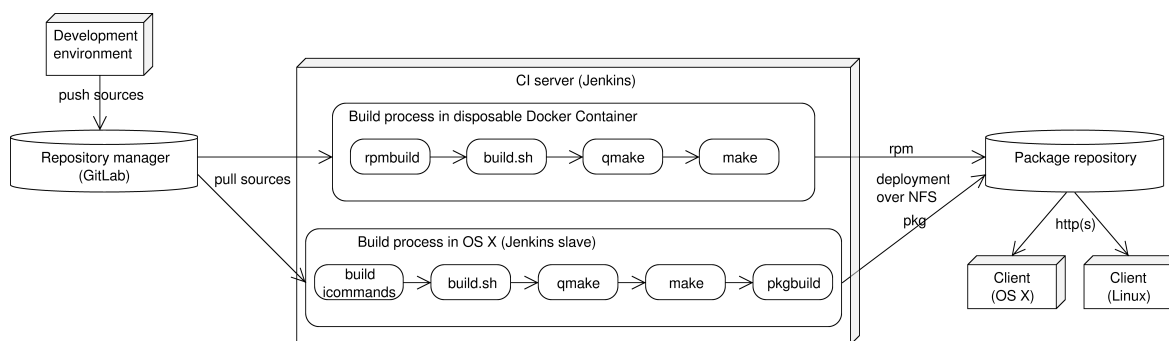 Development
environment
push sources
Repository manager
(GitLab)
pull sources
CI server (Jenkins)
Build process in disposable Docker Container
rpmbuild
build.sh
qmake
make
Build process in OS X (Jenkins slave)
build
icommands
build.sh
qmake
make
pkgbuild
rpm
deployment
over NFS
pkg
Package repository
http(s)
Client
(OS X)
Client
(Linux)